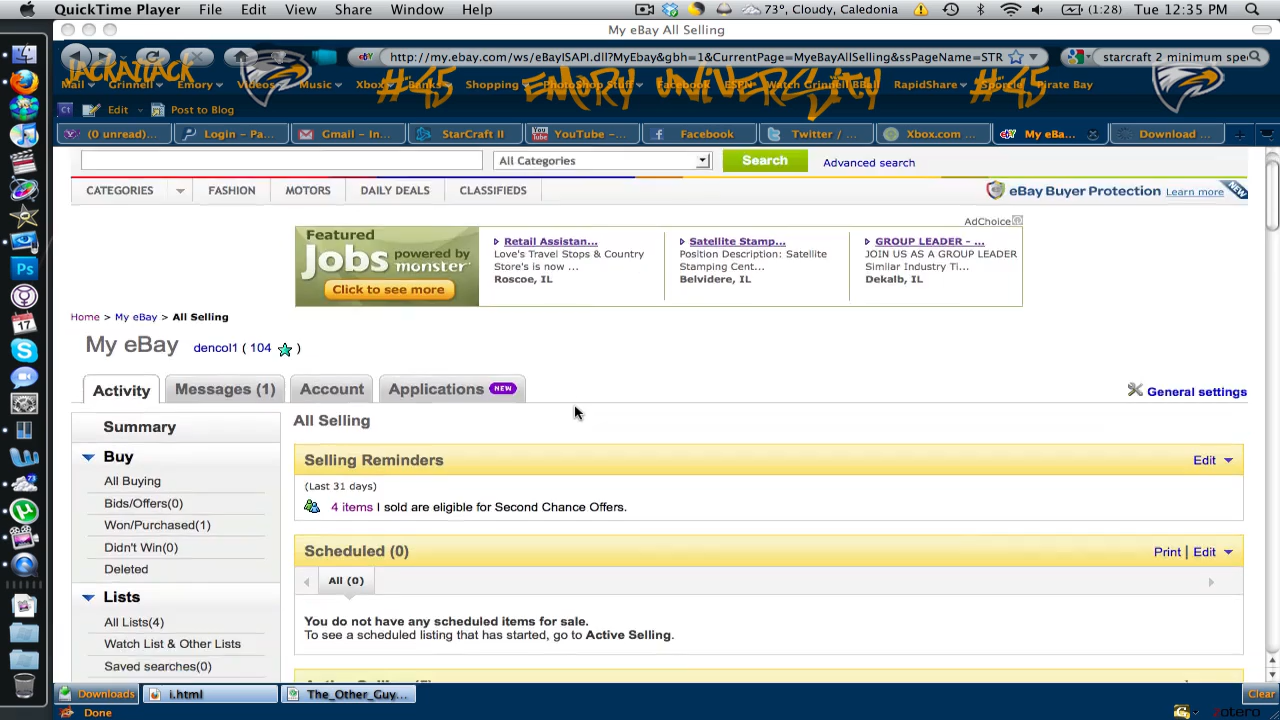 QuickTime Player File Edit View Share Window Help 73°, Cloudy, Caledonia (1:28) Tue 12:35 PM
My eBay All Selling
http://my.ebay.com/ws/eBayISAPI.dll?MyEbay&gbh=1&CurrentPage=MyeBayAllSelling&ssPageName=STR starcraft 2 minimum spe
JACKATTACK #45 EMORY UNIVERSITY #45
Mail Grinnell Emory Videos Music Xbox Banks Shopping Photoshop Stuff Facebook ESPN Watch Grinnell BBall RapidShare Sporcle Pirate Bay
Edit Post to Blog
(0 unread)... Login – Pa... Gmail – In... StarCraft II YouTube –... Facebook Twitter / ... Xbox.com ... My eBa... Download ...
All Categories Search Advanced search
CATEGORIES FASHION MOTORS DAILY DEALS CLASSIFIEDS eBay Buyer Protection Learn more NEW
AdChoice
Featured Jobs powered by monster
Click to see more
Retail Assistan...
Love's Travel Stops & Country
Store's is now ...
Roscoe, IL
Satellite Stamp...
Position Description: Satellite
Stamping Cent...
Belvidere, IL
GROUP LEADER – ...
JOIN US AS A GROUP LEADER
Similar Industry Ti...
Dekalb, IL
Home > My eBay > All Selling
My eBay dencol1 ( 104 )
Activity Messages (1) Account Applications NEW General settings
Summary
Buy
All Buying
Bids/Offers(0)
Won/Purchased(1)
Didn't Win(0)
Deleted
Lists
All Lists(4)
Watch List & Other Lists
Saved searches(0)
All Selling
Selling Reminders Edit
(Last 31 days)
4 items I sold are eligible for Second Chance Offers.
Scheduled (0) Print | Edit
All (0)
You do not have any scheduled items for sale.
To see a scheduled listing that has started, go to Active Selling.
Downloads i.html The_Other_Guy... Clear
Done zotero